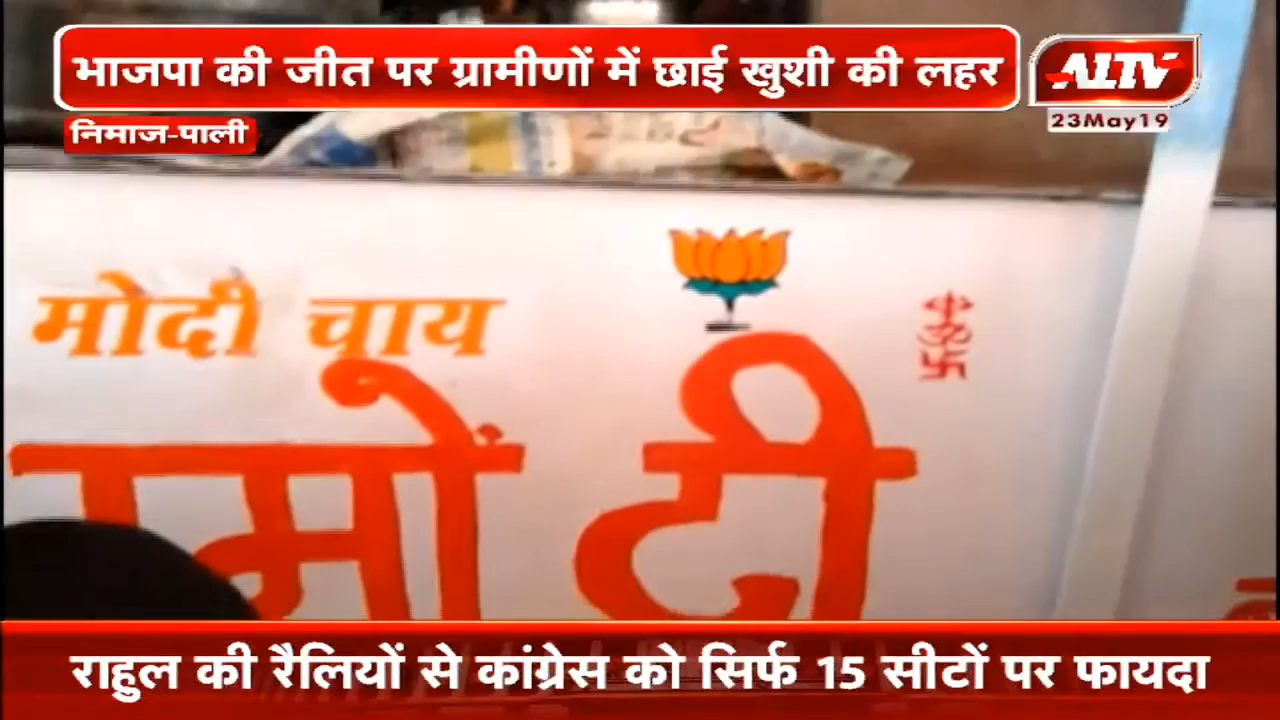 भाजपा की जीत पर ग्रामीणों में छाई खुशी की लहर
ALTV
23May19
निमाज-पाली
मोदी चाय
ॐ
मोदी
राहुल की रैलियों से कांग्रेस को सिर्फ 15 सीटों पर फायदा